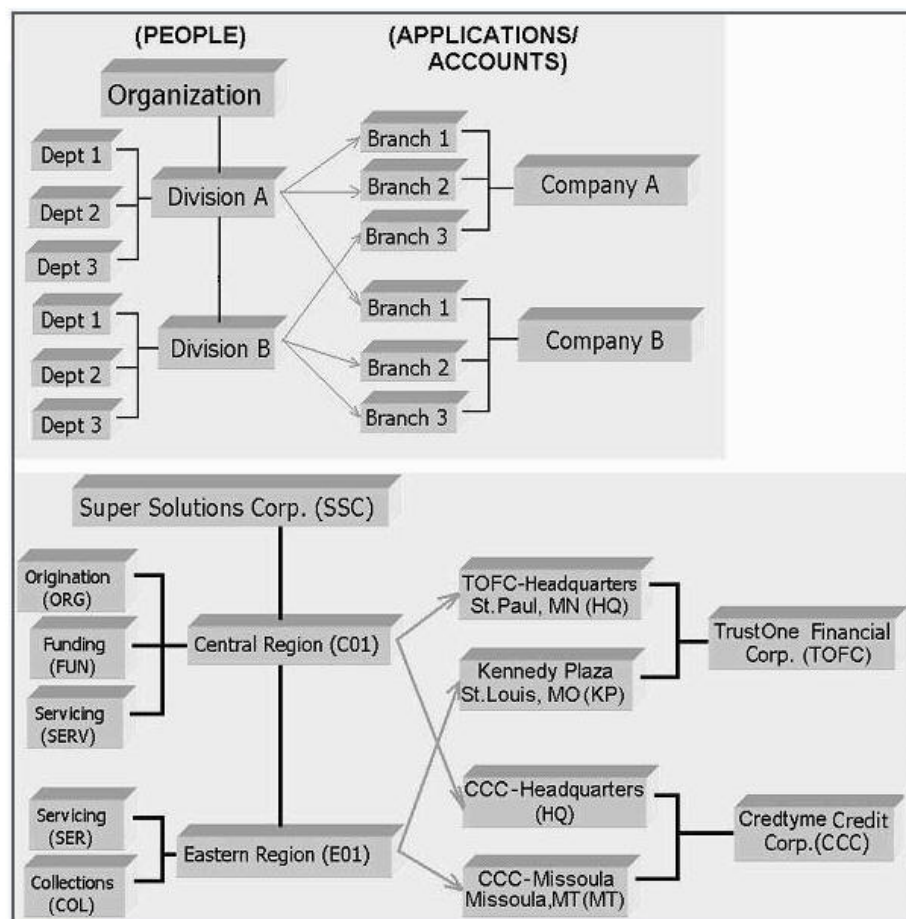 (PEOPLE)
(APPLICATIONS/
ACCOUNTS)
Organization
Dept 1
Dept 2
Dept 3
Division A
Dept 1
Dept 2
Dept 3
Division B
Branch 1
Branch 2
Branch 3
Company A
Branch 1
Branch 2
Branch 3
Company B
Super Solutions Corp. (SSC)
Origination
(ORG)
Funding
(FUN)
Servicing
(SERV)
Central Region (C01)
Servicing
(SER)
Collections
(COL)
Eastern Region (E01)
TOFC-Headquarters
St.Paul, MN (HQ)
Kennedy Plaza
St.Louis, MO (KP)
TrustOne Financial
Corp. (TOFC)
CCC-Headquarters
(HQ)
CCC-Missoula
Missoula,MT(MT)
Credtyme Credit
Corp.(CCC)